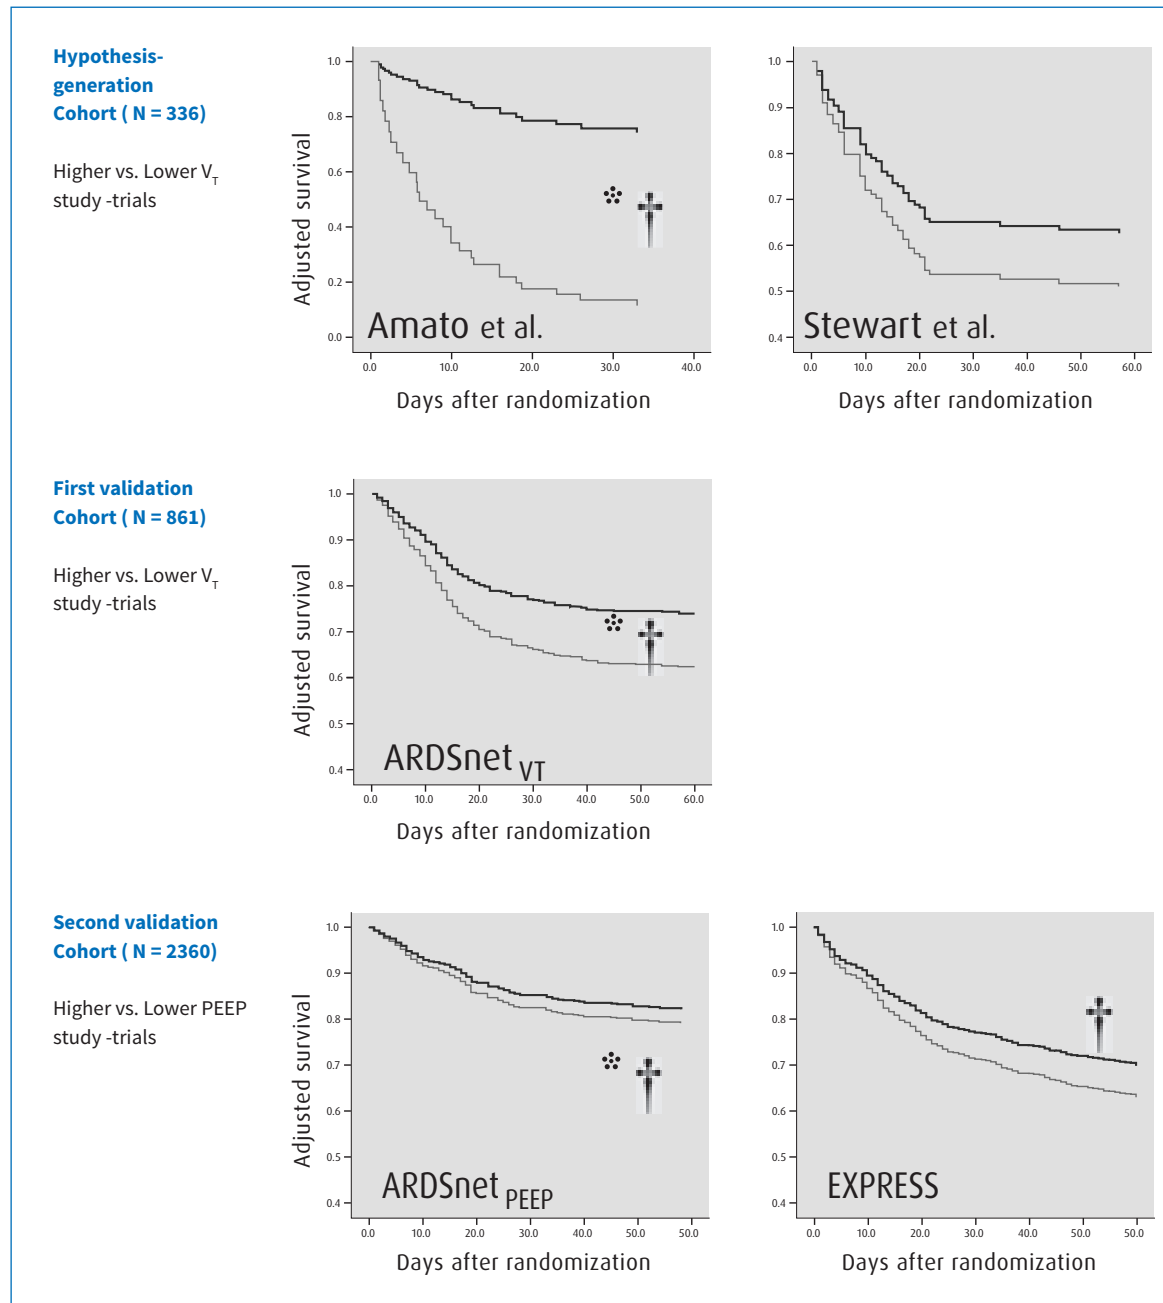 Hypothesis-
generation
Cohort ( N = 336)
Higher vs. Lower VT
study -trials
Adjusted survival
1.0
0.8
0.6
0.4
0.2
0.0
Amato et al.
0.0 10.0 20.0 30.0 40.0
Days after randomization
1.0
0.9
0.8
0.7
0.6
0.5
0.4
Stewart et al.
0.0 10.0 20.0 30.0 40.0 50.0 60.0
Days after randomization
First validation
Cohort ( N = 861)
Higher vs. Lower VT
study -trials
Adjusted survival
1.0
0.9
0.8
0.7
0.6
0.5
0.4
ARDSnet VT
0.0 10.0 20.0 30.0 40.0 50.0 60.0
Days after randomization
Second validation
Cohort ( N = 2360)
Higher vs. Lower PEEP
study -trials
Adjusted survival
1.0
0.9
0.8
0.7
0.6
0.5
0.4
ARDSnet PEEP
0.0 10.0 20.0 30.0 40.0 50.0 50.0
Days after randomization
1.0
0.9
0.8
0.7
0.6
0.5
0.4
EXPRESS
0.0 10.0 20.0 30.0 40.0 50.0 50.0
Days after randomization